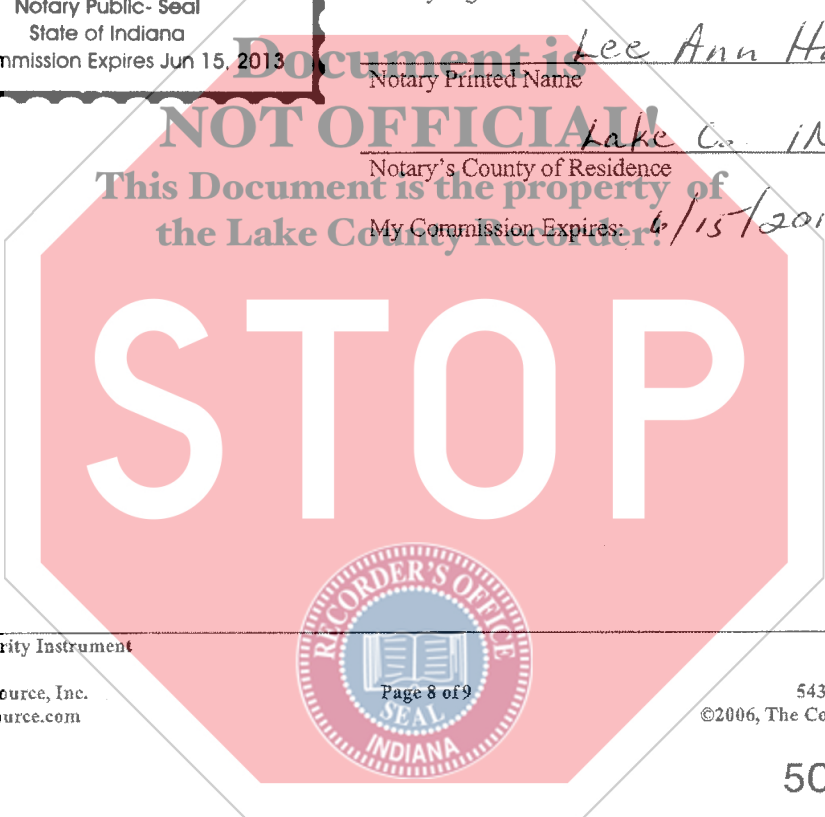 Notary Public- Seal
State of Indiana
mmission Expires Jun 15, 2013
Document is
Lee Ann
Notary Printed Name
NOT OFFICIAL!
Lake Co. IN
Notary's County of Residence
This Document is the property of
the Lake County Recorder!
My Commission Expires: 6/15/201
STOP
RECORDER'S OFFICE
SEAL
INDIANA
rity Instrument
ource, Inc.
Page 8 of 9
543
urce.com
©2006, The Co
50